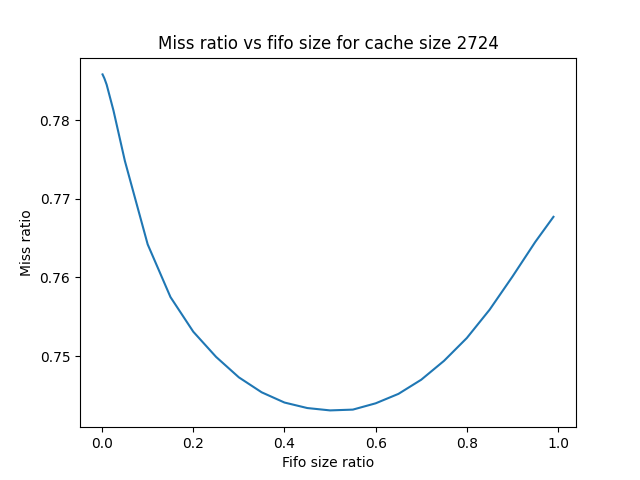 Miss ratio vs fifo size for cache size 2724
0.78
0.77
0.76
0.75
Miss ratio
0.0 0.2 0.4 0.6 0.8 1.0
Fifo size ratio